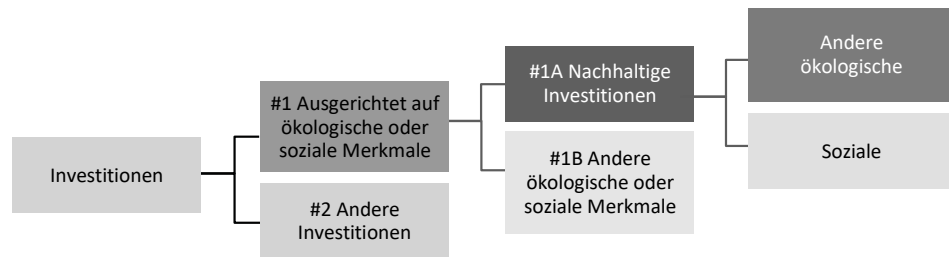 Investitionen
#1 Ausgerichtet auf
ökologische oder
soziale Merkmale
#2 Andere
Investitionen
#1A Nachhaltige
Investitionen
#1B Andere
ökologische oder
soziale Merkmale
Andere
ökologische
Soziale